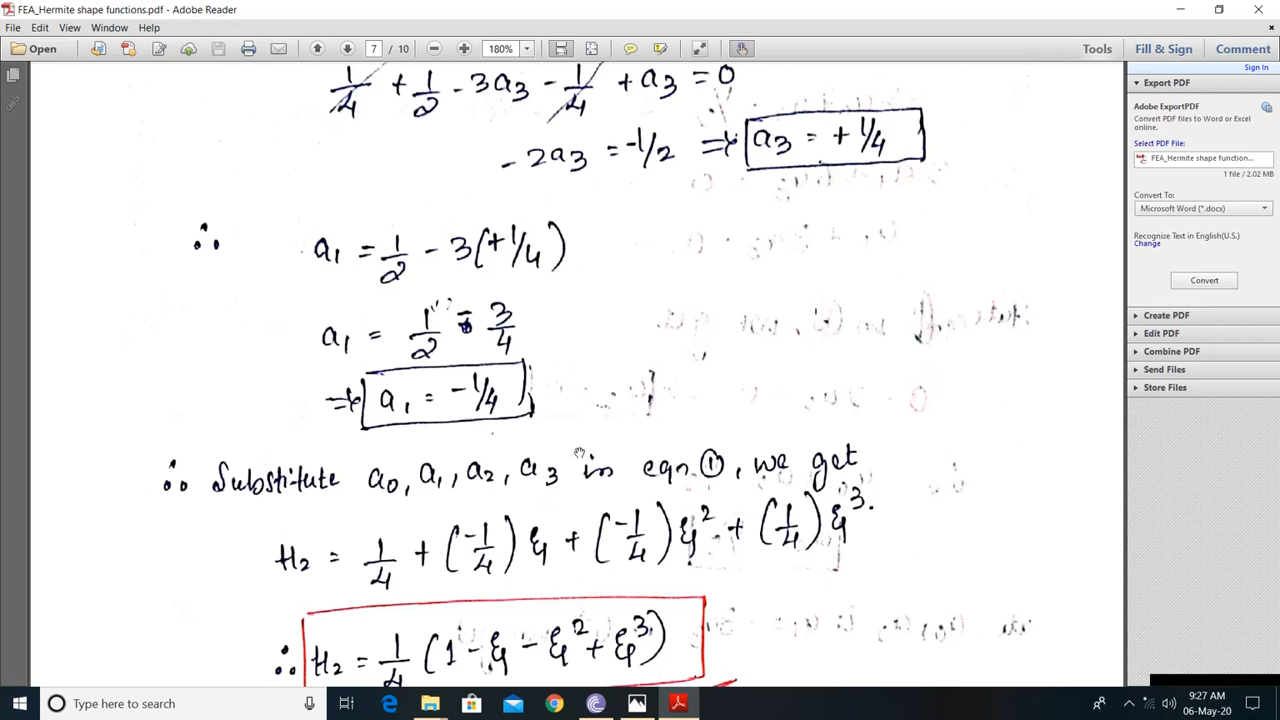 FEA_Hermite shape functions.pdf - Adobe Reader
File Edit View Window Help
Open 7 / 10 180% Tools Fill & Sign Comment
Sign In
1/4 + 1/2 - 3a₃ - 1/4 + a₃ = 0
- 2a₃ = -1/2 ⇒ a₃ = + 1/4
∴ a₁ = 1/2 - 3(+1/4)
a₁ = 1/2 - 3/4
⇒ a₁ = -1/4
∴ Substitute a₀, a₁, a₂, a₃ in eqn ①, we get
H₂ = 1/4 + (-1/4) ξ + (-1/4) ξ² + (1/4) ξ³.
∴ H₂ = 1/4 (1 - ξ - ξ² + ξ³)
Export PDF
Adobe ExportPDF
Convert PDF files to Word or Excel
online.
Select PDF File:
FEA_Hermite shape function...
1 file / 2.02 MB
Convert To:
Microsoft Word (*.docx)
Recognize Text in English(U.S.)
Change
Convert
Create PDF
Edit PDF
Combine PDF
Send Files
Store Files
Type here to search
9:27 AM
06-May-20